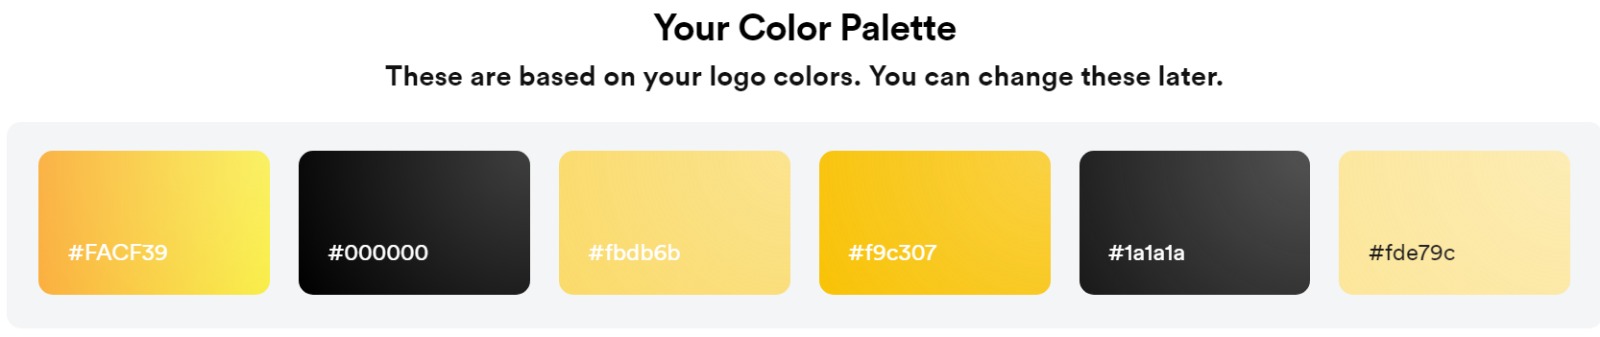 Your Color Palette
These are based on your logo colors. You can change these later.
#FACF39 #000000 #fbdb6b #f9c307 #1a1a1a #fde79c